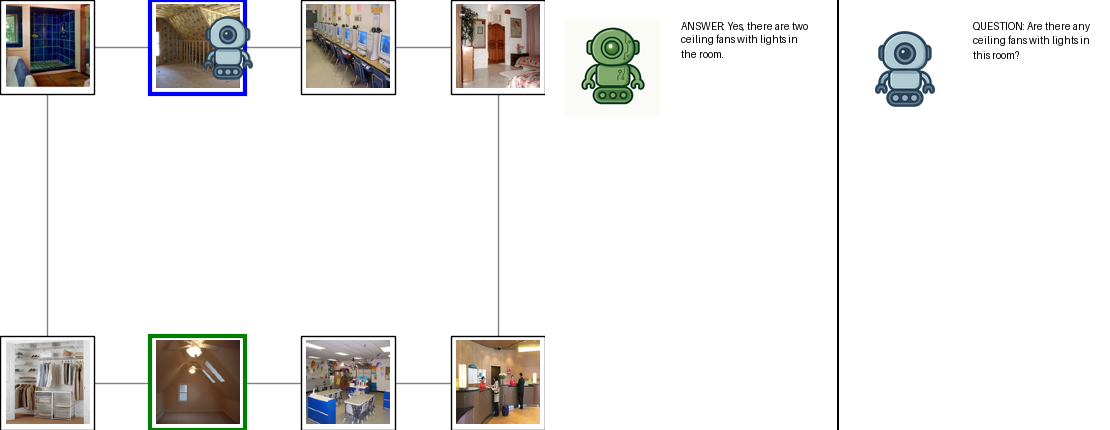 ANSWER: Yes, there are two
ceiling fans with lights in
the room.
QUESTION: Are there any
ceiling fans with lights in
this room?